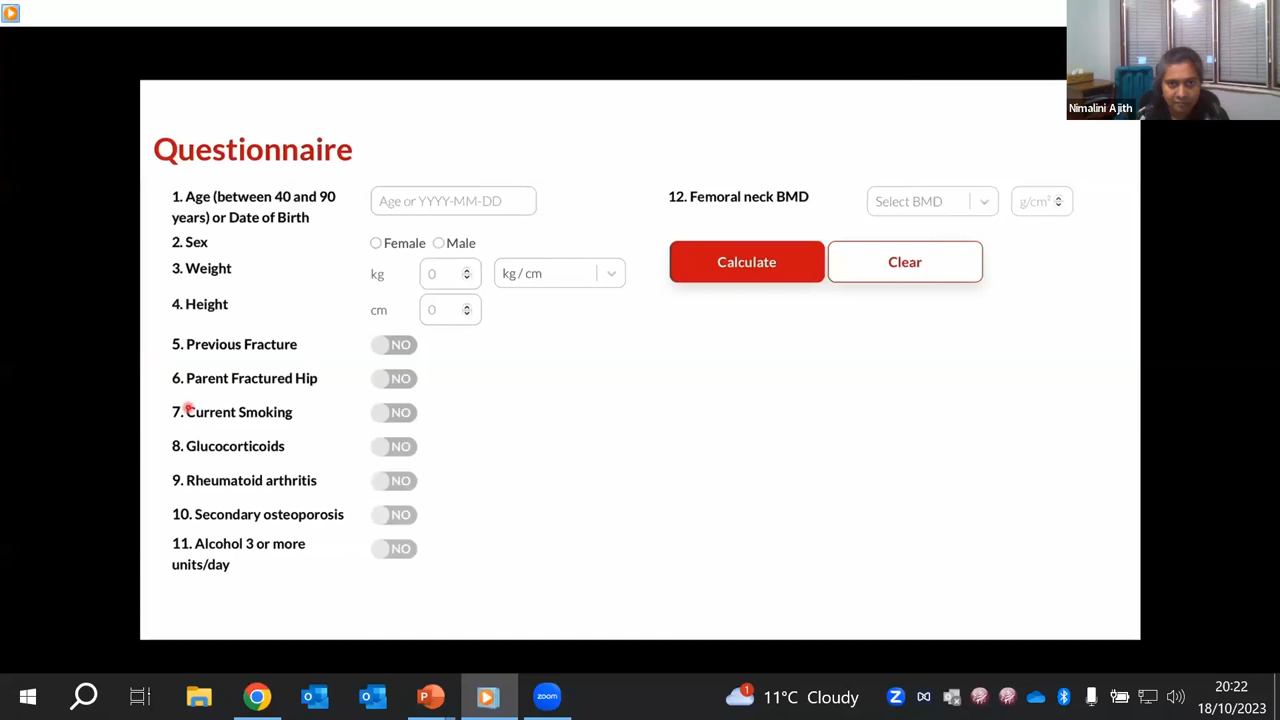 Nimalini Ajith
Questionnaire
1. Age (between 40 and 90
years) or Date of Birth
Age or YYYY-MM-DD
2. Sex
Female Male
3. Weight
kg 0 kg / cm
4. Height
cm 0
5. Previous Fracture NO
6. Parent Fractured Hip NO
7. Current Smoking NO
8. Glucocorticoids NO
9. Rheumatoid arthritis NO
10. Secondary osteoporosis NO
11. Alcohol 3 or more
units/day
NO
12. Femoral neck BMD Select BMD g/cm²
Calculate Clear
zoom
1
11°C Cloudy
20:22
18/10/2023